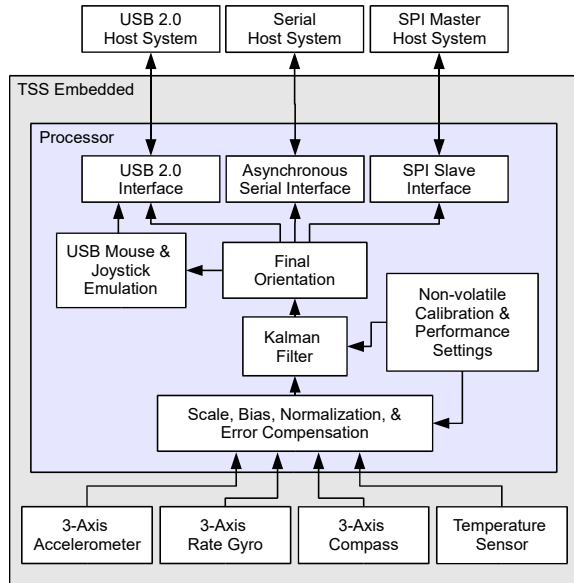 USB 2.0
Host System
Serial
Host System
SPI Master
Host System
TSS Embedded
Processor
USB 2.0
Interface
Asynchronous
Serial Interface
SPI Slave
Interface
USB Mouse &
Joystick
Emulation
Final
Orientation
Non-volatile
Calibration &
Performance
Settings
Kalman
Filter
Scale, Bias, Normalization, &
Error Compensation
3-Axis
Accelerometer
3-Axis
Rate Gyro
3-Axis
Compass
Temperature
Sensor